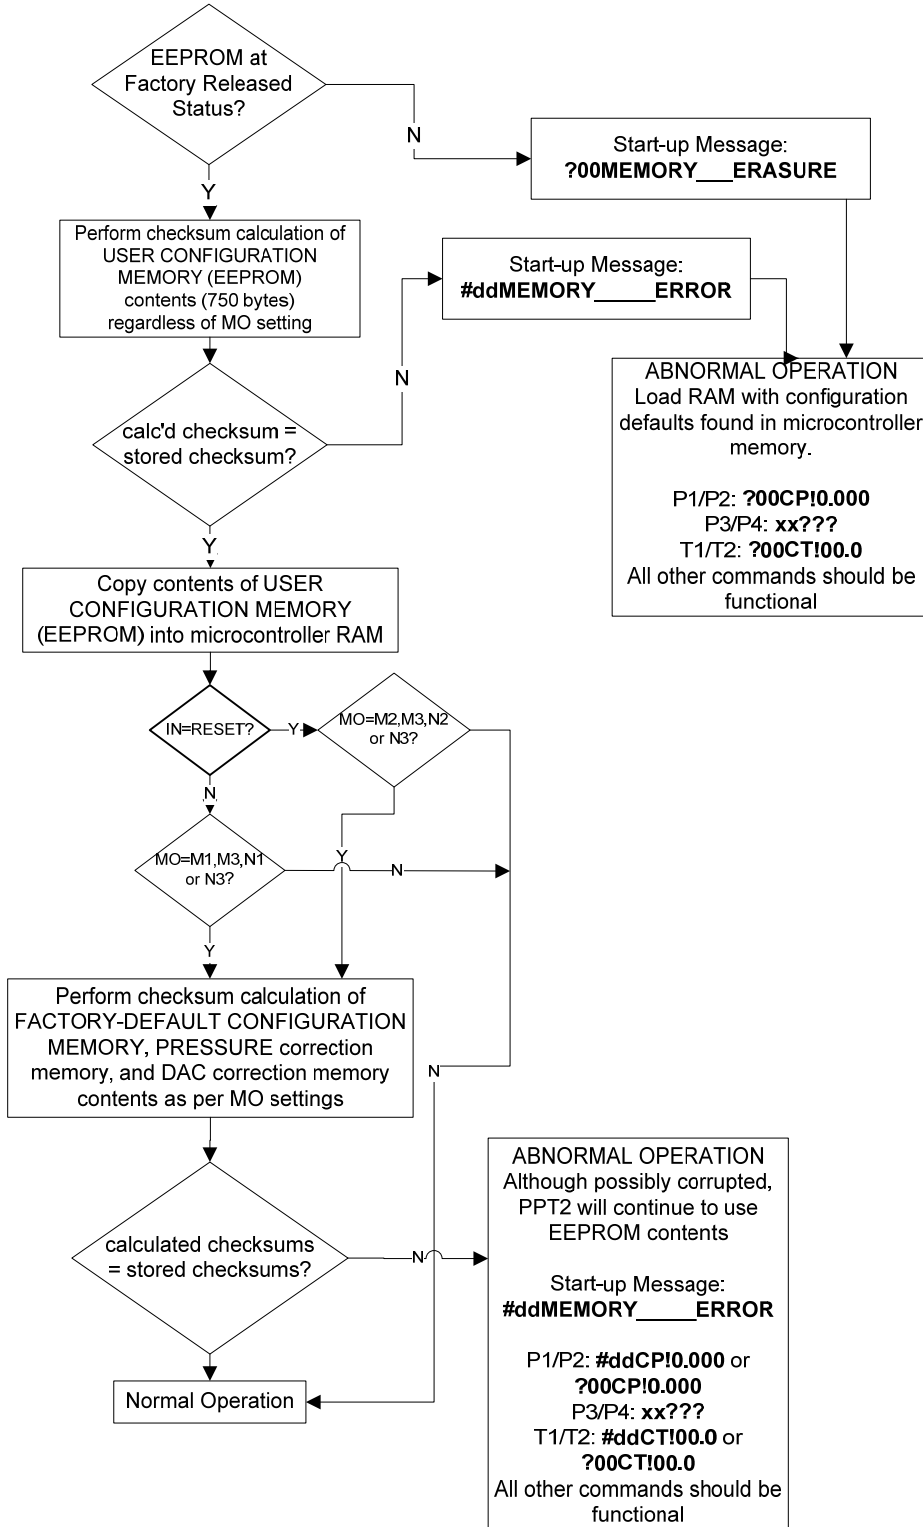 EEPROM at
Factory Released
Status?
N
Start-up Message:
?00MEMORY___ERASURE
Y
Perform checksum calculation of
USER CONFIGURATION
MEMORY (EEPROM)
contents (750 bytes)
regardless of MO setting
Start-up Message:
#ddMEMORY_____ERROR
N
ABNORMAL OPERATION
Load RAM with configuration
defaults found in microcontroller
memory.
P1/P2: ?00CP!0.000
P3/P4: xx???
T1/T2: ?00CT!00.0
All other commands should be
functional
calc'd checksum =
stored checksum?
Y
Copy contents of USER
CONFIGURATION MEMORY
(EEPROM) into microcontroller RAM
IN=RESET?
Y
MO=M2,M3,N2
or N3?
N
Y
MO=M1,M3,N1
or N3?
N
Y
Perform checksum calculation of
FACTORY-DEFAULT CONFIGURATION
MEMORY, PRESSURE correction
memory, and DAC correction memory
contents as per MO settings
N
calculated checksums
= stored checksums?
N
ABNORMAL OPERATION
Although possibly corrupted,
PPT2 will continue to use
EEPROM contents
Start-up Message:
#ddMEMORY_____ERROR
P1/P2: #ddCP!0.000 or
?00CP!0.000
P3/P4: xx???
T1/T2: #ddCT!00.0 or
?00CT!00.0
All other commands should be
functional
Normal Operation